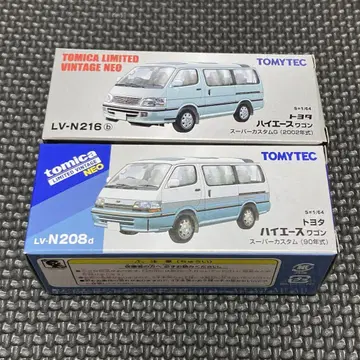 TOMICA LIMITED
VINTAGE NEO
TOMYTEC
LV-N216 b
S=1/64
トヨタ
ハイエース ワゴン
スーパーカスタムG (2002年式)
tomica
LIMITED VINTAGE
NEO
TOMYTEC
LV-N208d
S=1/64
トヨタ
ハイエース ワゴン
スーパーカスタム (90年式)